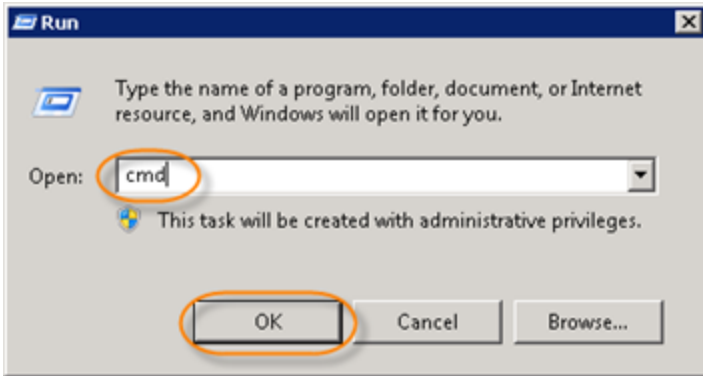 Run
Type the name of a program, folder, document, or Internet
resource, and Windows will open it for you.
Open: cmd
This task will be created with administrative privileges.
OK Cancel Browse...